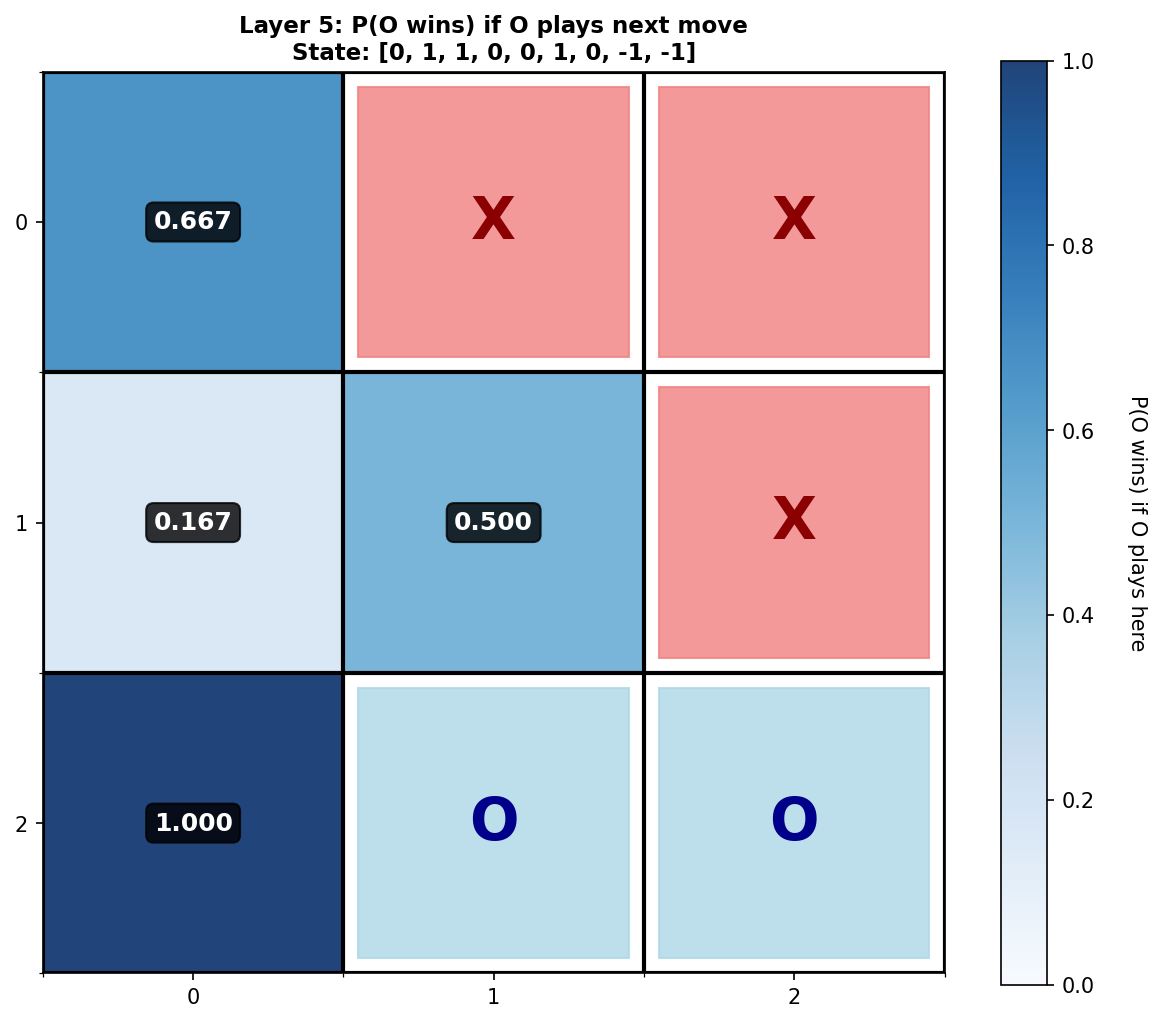 Layer 5: P(O wins) if O plays next move
State: [0, 1, 1, 0, 0, 1, 0, -1, -1]
0
0.667
X
X
1
0.167
0.500
X
2
1.000
O
O
0
1
2
1.0
0.8
0.6
0.4
0.2
0.0
P(O wins) if O plays here